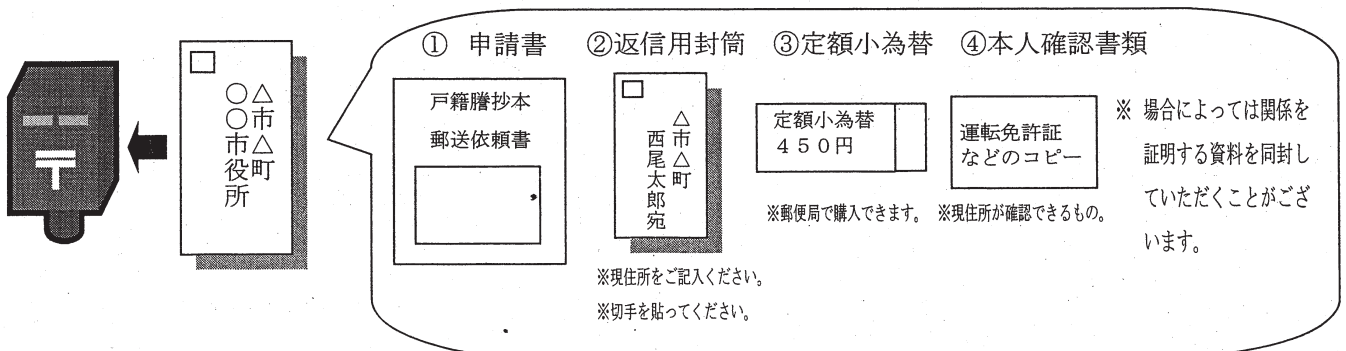 〒
△市△町
〇〇市役所
① 申請書
戸籍謄抄本
郵送依頼書
②返信用封筒
△市△町
西尾太郎宛
※現住所をご記入ください。
※切手を貼ってください。
③定額小為替
定額小為替
４５０円
※郵便局で購入できます。
④本人確認書類
運転免許証
などのコピー
※現住所が確認できるもの。
※ 場合によっては関係を
証明する資料を同封し
ていただくことがござ
います。